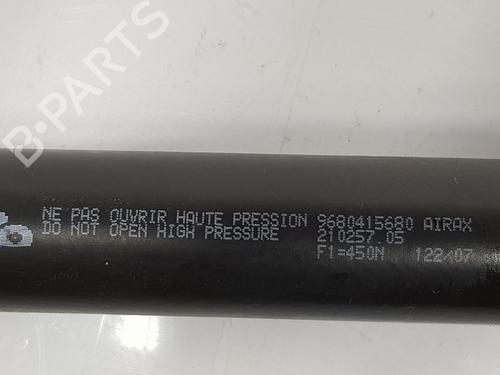 NE PAS OUVRIR HAUTE PRESSION 9680415680 AIRAX
DO NOT OPEN HIGH PRESSURE 210257.05
F1=450N 122/07
B-PARTS